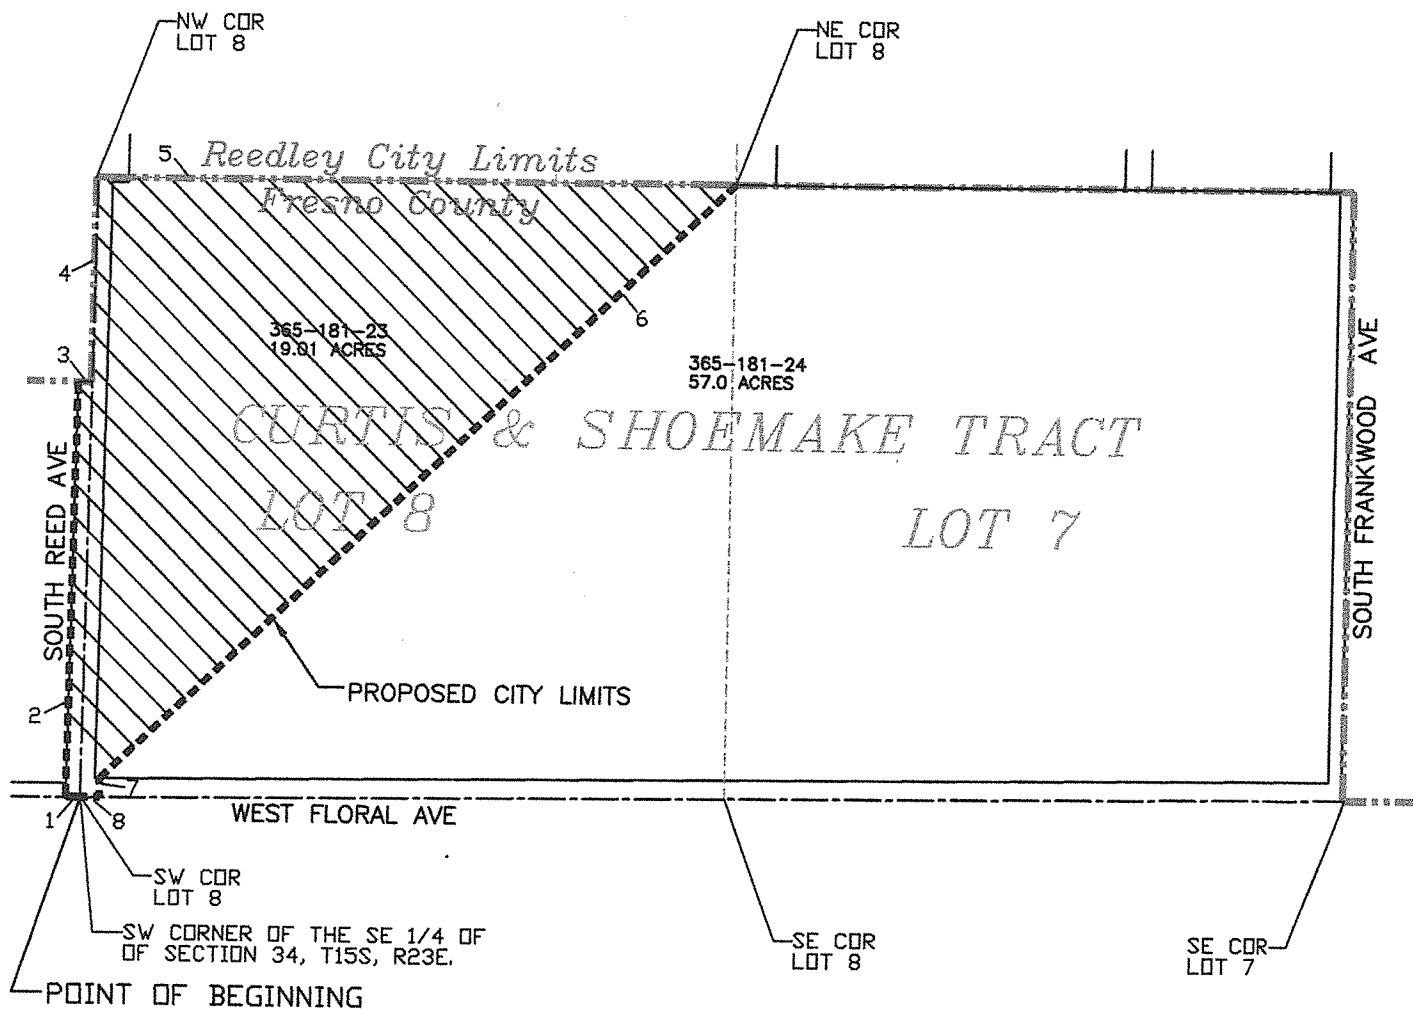 NW COR
LOT 8
NE COR
LOT 8
5
Reedley City Limits
Fresno County
4
6
365-181-23
19.01 ACRES
3
365-181-24
57.0 ACRES
CURTIS & SHOEMAKE TRACT
LOT 8
LOT 7
SOUTH REED AVE
SOUTH FRANKWOOD AVE
PROPOSED CITY LIMITS
2
7
1
8
WEST FLORAL AVE
SW COR
LOT 8
SW CORNER OF THE SE 1/4 OF
OF SECTION 34, T15S, R23E.
SE COR
LOT 8
SE COR
LOT 7
POINT OF BEGINNING